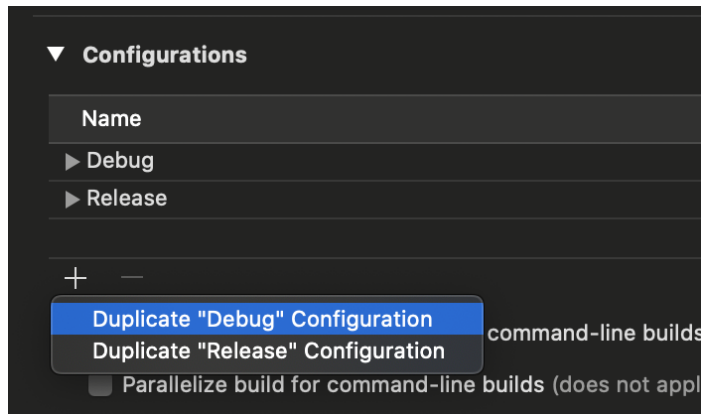 Configurations
Name
Debug
Release
Duplicate "Debug" Configuration
Duplicate "Release" Configuration
command-line builds
Parallelize build for command-line builds (does not appl